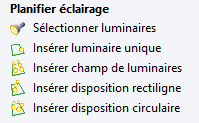 Planifier éclairage
Sélectionner luminaires
Insérer luminaire unique
Insérer champ de luminaires
Insérer disposition rectiligne
Insérer disposition circulaire